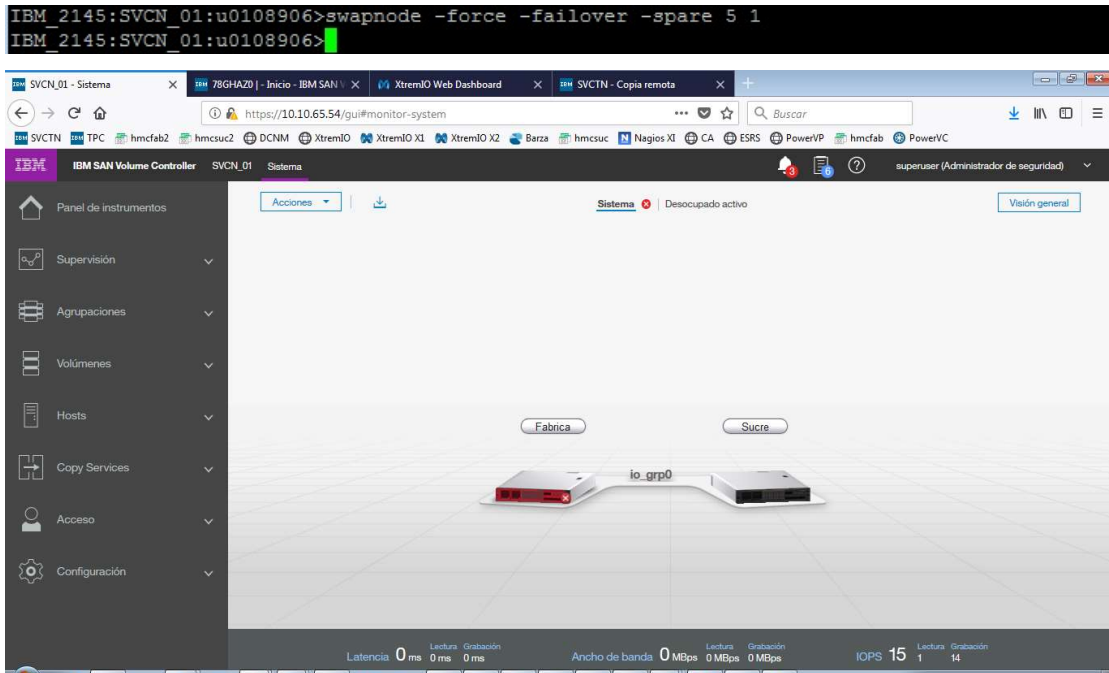 IBM_2145:SVCN_01:u0108906>swapnode -force -failover -spare 5 1
IBM_2145:SVCN_01:u0108906>
SVCN_01 - Sistema
78GHAZ0 | - Inicio - IBM SAN V
XtremIO Web Dashboard
SVCTN - Copia remota
https://10.10.65.54/gui#monitor-system
Buscar
SVCTN TPC hmcfab2 hmcsuc2 DCNM XtremIO XtremIO X1 XtremIO X2 Barza hmcsuc Nagios XI CA ESRS PowerVP hmcfab PowerVC
IBM IBM SAN Volume Controller SVCN_01 Sistema 3 6 superuser (Administrador de seguridad)
Panel de instrumentos
Acciones
Sistema | Desocupado activo
Visión general
Supervisión
Agrupaciones
Volúmenes
Hosts
Copy Services
Acceso
Configuración
Fabrica
Sucre
io_grp0
Latencia 0 ms Lectura 0 ms Grabación 0 ms
Ancho de banda 0 MBps Lectura 0 MBps Grabación 0 MBps
IOPS 15 Lectura 1 Grabación 14